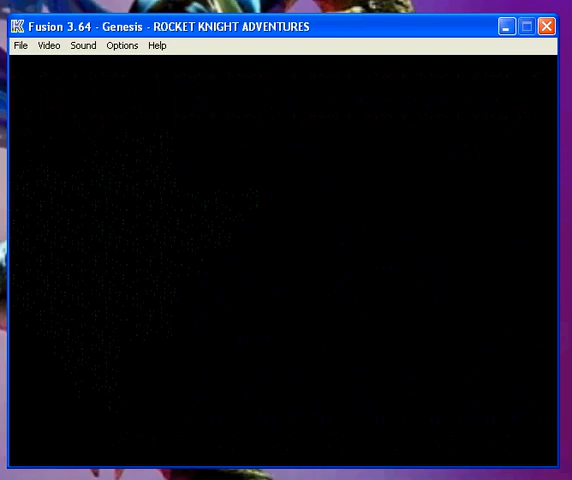 Fusion 3.64 - Genesis - ROCKET KNIGHT ADVENTURES
File Video Sound Options Help